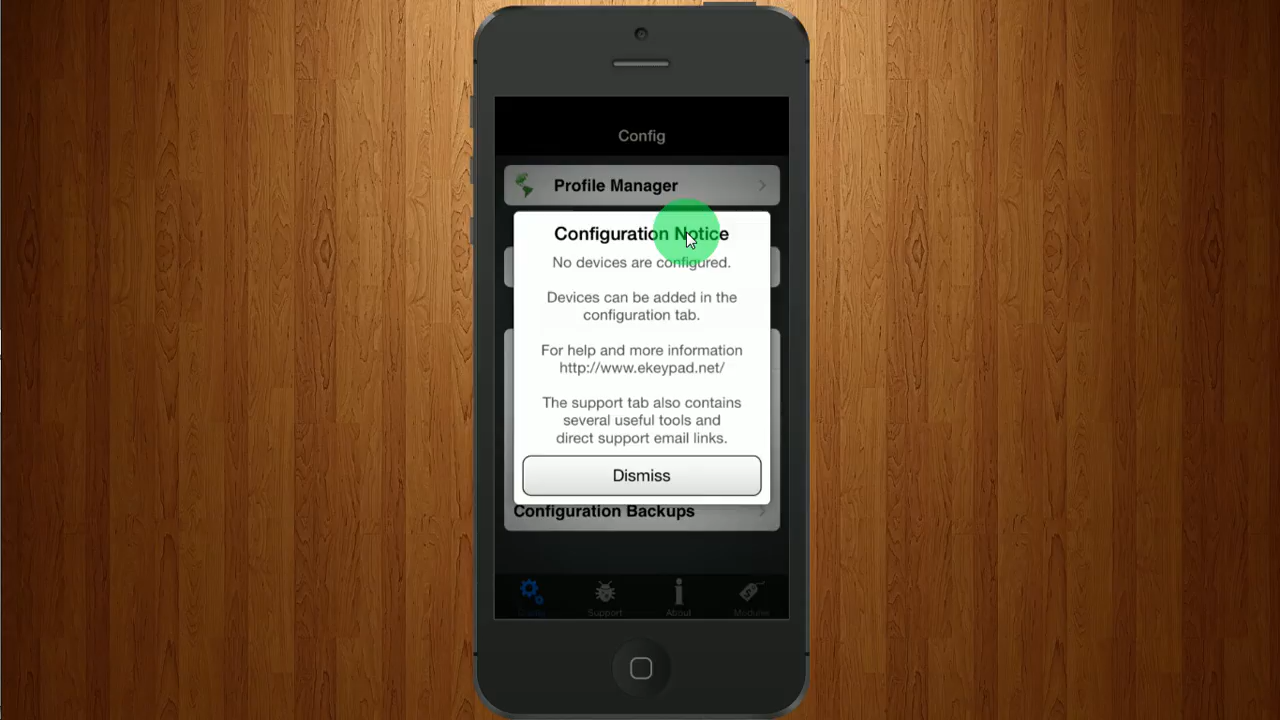 Config
Profile Manager
Configuration Notice
No devices are configured.
Devices can be added in the
configuration tab.
For help and more information
http://www.ekeypad.net/
The support tab also contains
several useful tools and
direct support email links.
Dismiss
Configuration Backups
Support
About
Modules